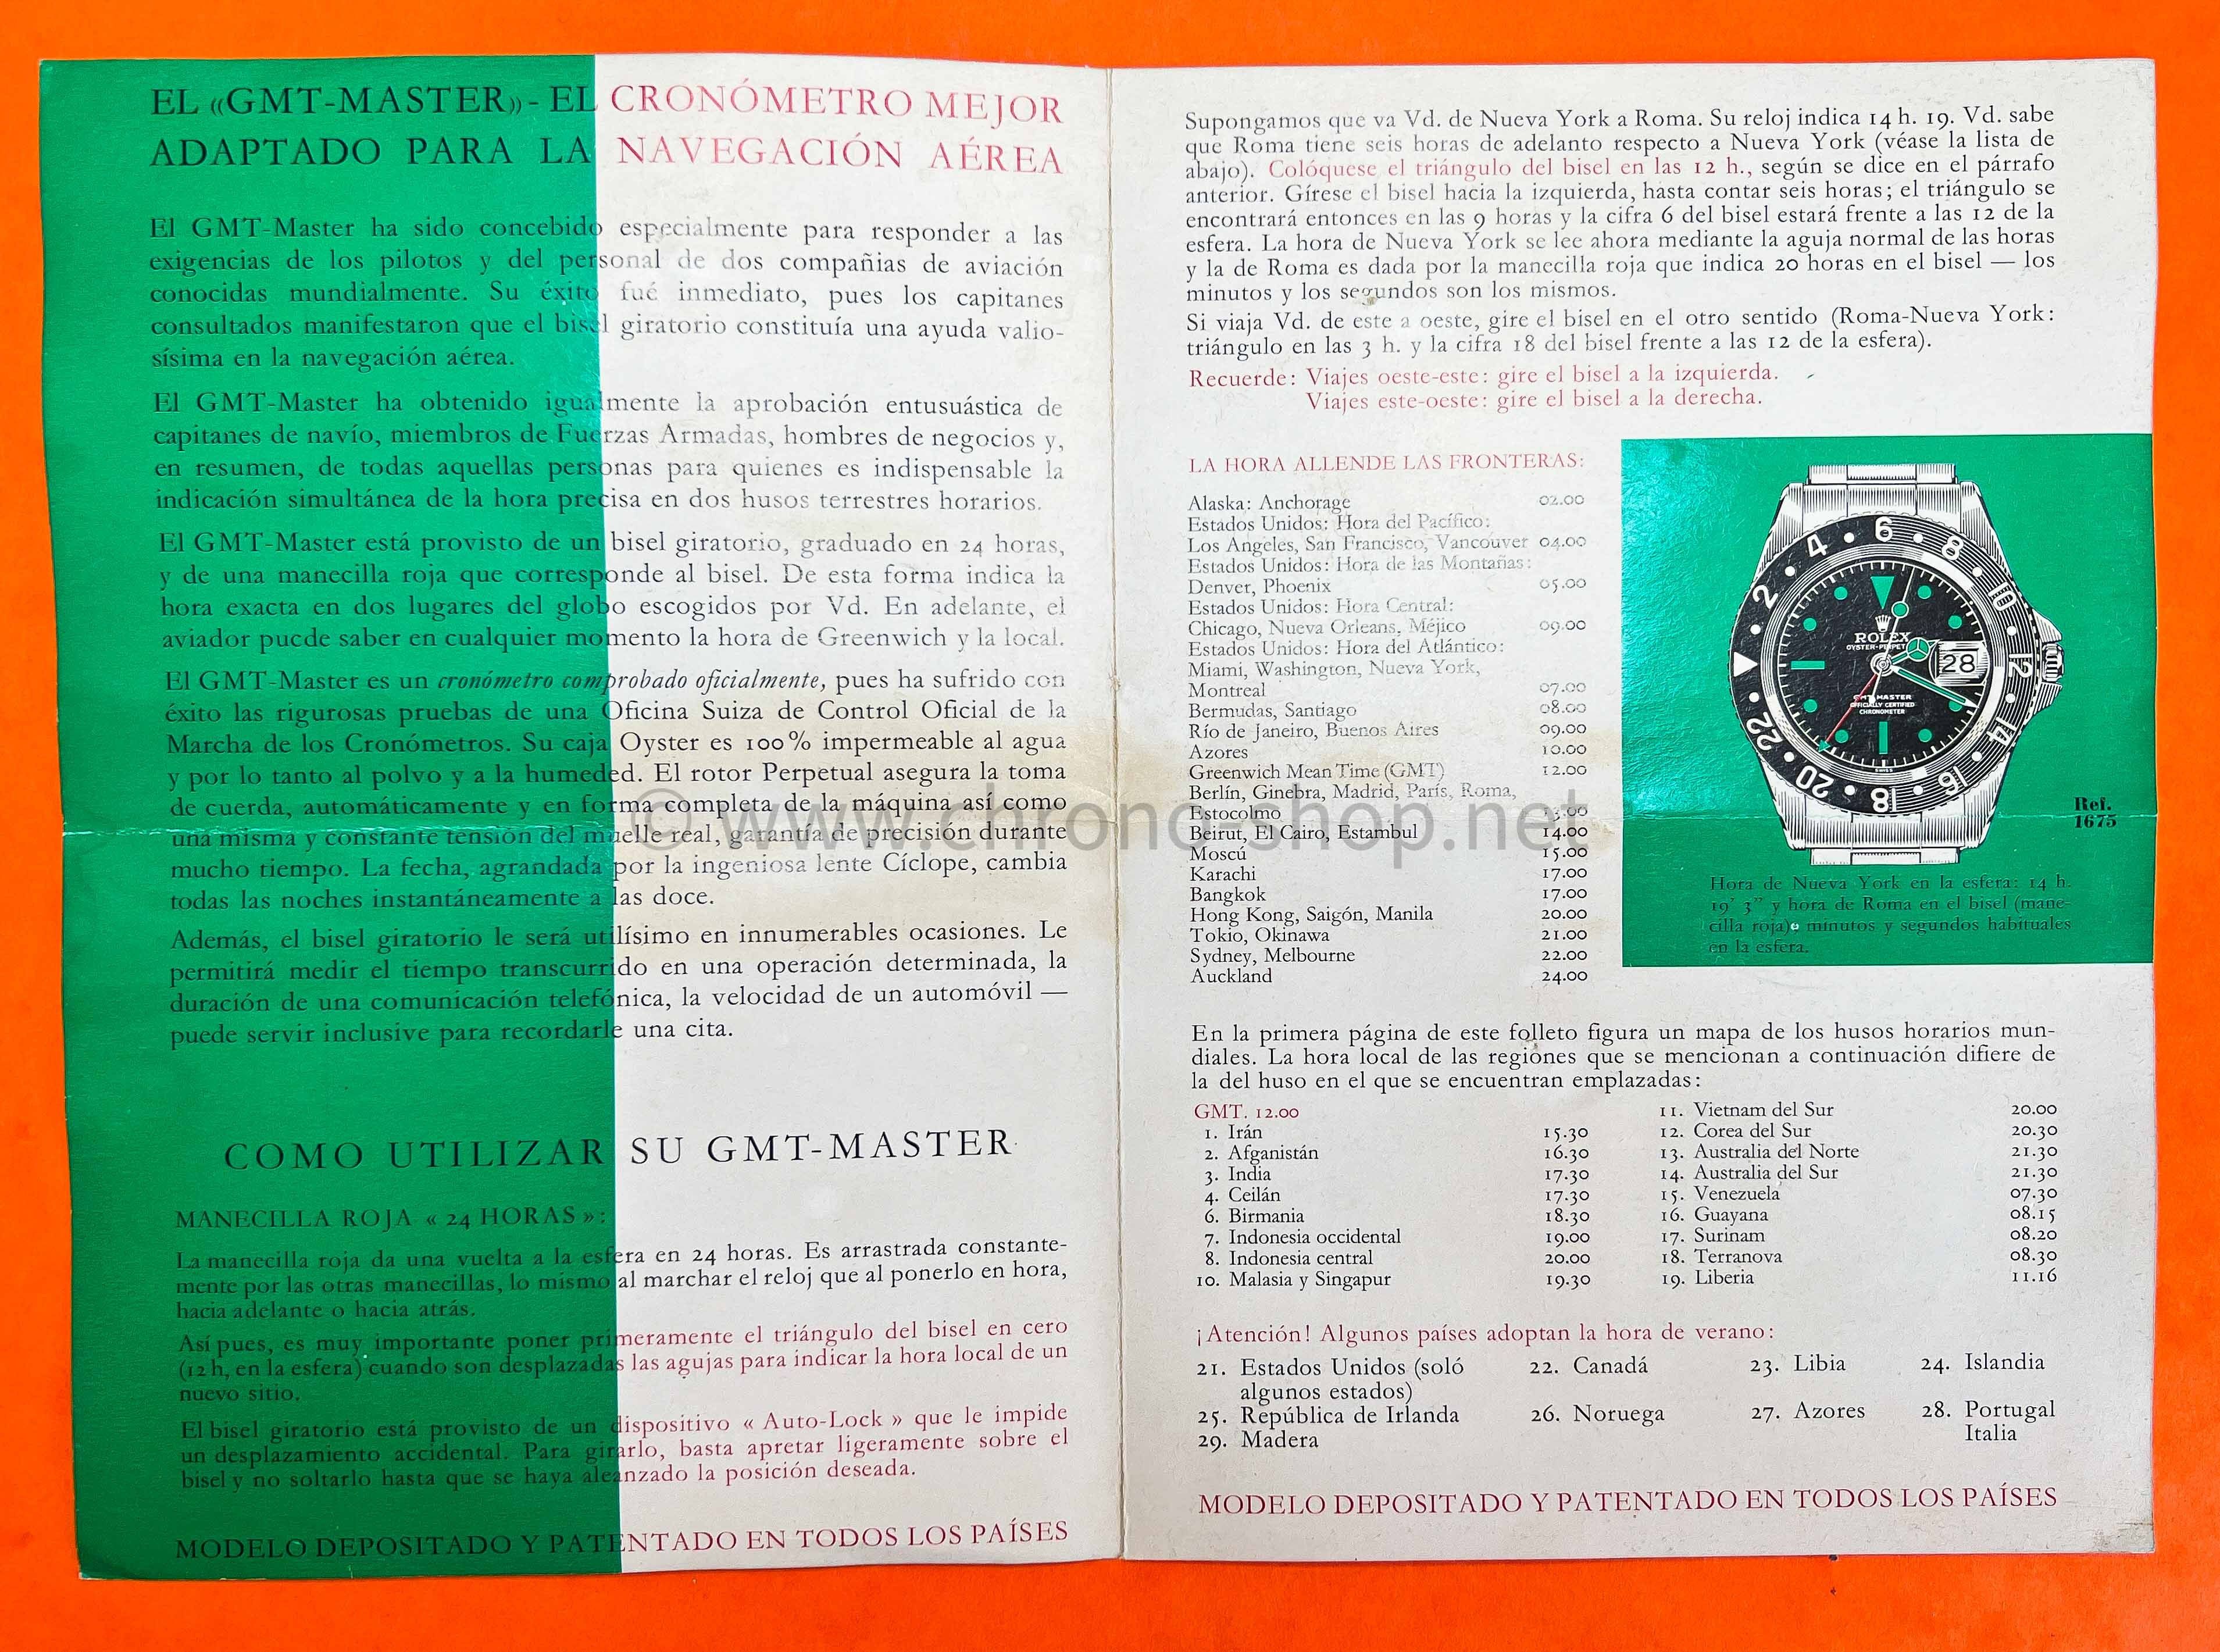 EL «GMT-MASTER» - EL CRONÓMETRO MEJOR
ADAPTADO PARA LA NAVEGACIÓN AÉREA
El GMT-Master ha sido concebido especialmente para responder a las
exigencias de los pilotos y del personal de dos compañias de aviación
conocidas mundialmente. Su éxito fué inmediato, pues los capitanes
consultados manifestaron que el bisel giratorio constituía una ayuda valio-
sísima en la navegación aérea.
El GMT-Master ha obtenido igualmente la aprobación entusuástica de
capitanes de navío, miembros de Fuerzas Armadas, hombres de negocios y,
en resumen, de todas aquellas personas para quienes es indispensable la
indicación simultánea de la hora precisa en dos husos terrestres horarios.
El GMT-Master está provisto de un bisel giratorio, graduado en 24 horas,
y de una manecilla roja que corresponde al bisel. De esta forma indica la
hora exacta en dos lugares del globo escogidos por Vd. En adelante, el
aviador puede saber en cualquier momento la hora de Greenwich y la local.
El GMT-Master es un cronómetro comprobado oficialmente, pues ha sufrido con
éxito las rigurosas pruebas de una Oficina Suiza de Control Oficial de la
Marcha de los Cronómetros. Su caja Oyster es 100% impermeable al agua
y por lo tanto al polvo y a la humeded. El rotor Perpetual asegura la toma
de cuerda, automáticamente y en forma completa de la máquina así como
una misma y constante tensión del muelle real, garantía de precisión durante
mucho tiempo. La fecha, agrandada por la ingeniosa lente Cíclope, cambia
todas las noches instantáneamente a las doce.
Además, el bisel giratorio le será utilísimo en innumerables ocasiones. Le
permitirá medir el tiempo transcurrido en una operación determinada, la
duración de una comunicación telefónica, la velocidad de un automóvil —
puede servir inclusive para recordarle una cita.
COMO UTILIZAR SU GMT-MASTER
MANECILLA ROJA « 24 HORAS »:
La manecilla roja da una vuelta a la esfera en 24 horas. Es arrastrada constante-
mente por las otras manecillas, lo mismo al marchar el reloj que al ponerlo en hora,
hacia adelante o hacia atrás.
Así pues, es muy importante poner primeramente el triángulo del bisel en cero
(12 h, en la esfera) cuando son desplazadas las agujas para indicar la hora local de un
nuevo sitio.
El bisel giratorio está provisto de un dispositivo « Auto-Lock » que le impide
un desplazamiento accidental. Para girarlo, basta apretar ligeramente sobre el
bisel y no soltarlo hasta que se haya aleanzado la posición deseada.
MODELO DEPOSITADO Y PATENTADO EN TODOS LOS PAÍSES
Supongamos que va Vd. de Nueva York a Roma. Su reloj indica 14 h. 19. Vd. sabe
que Roma tiene seis horas de adelanto respecto a Nueva York (véase la lista de
abajo). Colóquese el triángulo del bisel en las 12 h., según se dice en el párrafo
anterior. Gírese el bisel hacia la izquierda, hasta contar seis horas; el triángulo se
encontrará entonces en las 9 horas y la cifra 6 del bisel estará frente a las 12 de la
esfera. La hora de Nueva York se lee ahora mediante la aguja normal de las horas
y la de Roma es dada por la manecilla roja que indica 20 horas en el bisel — los
minutos y los segundos son los mismos.
Si viaja Vd. de este a oeste, gire el bisel en el otro sentido (Roma-Nueva York:
triángulo en las 3 h. y la cifra 18 del bisel frente a las 12 de la esfera).
Recuerde: Viajes oeste-este: gire el bisel a la izquierda.
Viajes este-oeste: gire el bisel a la derecha.
LA HORA ALLENDE LAS FRONTERAS:
Alaska: Anchorage 02.00
Estados Unidos: Hora del Pacífico:
Los Angeles, San Francisco, Vancouver 04.00
Estados Unidos: Hora de las Montañas:
Denver, Phoenix 05.00
Estados Unidos: Hora Central:
Chicago, Nueva Orleans, Méjico 09.00
Estados Unidos: Hora del Atlántico:
Miami, Washington, Nueva York,
Montreal 07.00
Bermudas, Santiago 08.00
Río de Janeiro, Buenos Aires 09.00
Azores 10.00
Greenwich Mean Time (GMT) 12.00
Berlín, Ginebra, Madrid, París, Roma,
Estocolmo 13.00
Beirut, El Cairo, Estambul 14.00
Moscú 15.00
Karachi 17.00
Bangkok 17.00
Hong Kong, Saigón, Manila 20.00
Tokio, Okinawa 21.00
Sydney, Melbourne 22.00
Auckland 24.00
2 4 6 8 10 12 14 16 18 20 22
ROLEX
OYSTER-PERPET
28
GMT-MASTER
OFFICIALLY CERTIFIED
CHRONOMETER
SWISS
Ref.
1675
Hora de Nueva York en la esfera: 14 h.
19' 3" y hora de Roma en el bisel (mane-
cilla roja), minutos y segundos habituales
en la esfera.
En la primera página de este folleto figura un mapa de los husos horarios mun-
diales. La hora local de las regiones que se mencionan a continuación difiere de
la del huso en el que se encuentran emplazadas:
GMT. 12.00
1. Irán 15.30
2. Afganistán 16.30
3. India 17.30
4. Ceilán 17.30
6. Birmania 18.30
7. Indonesia occidental 19.00
8. Indonesia central 20.00
10. Malasia y Singapur 19.30
11. Vietnam del Sur 20.00
12. Corea del Sur 20.30
13. Australia del Norte 21.30
14. Australia del Sur 21.30
15. Venezuela 07.30
16. Guayana 08.15
17. Surinam 08.20
18. Terranova 08.30
19. Liberia 11.16
¡Atención! Algunos países adoptan la hora de verano:
21. Estados Unidos (soló 22. Canadá 23. Libia 24. Islandia
algunos estados)
25. República de Irlanda 26. Noruega 27. Azores 28. Portugal
Italia
29. Madera
MODELO DEPOSITADO Y PATENTADO EN TODOS LOS PAÍSES
© www.chrono-shop.net